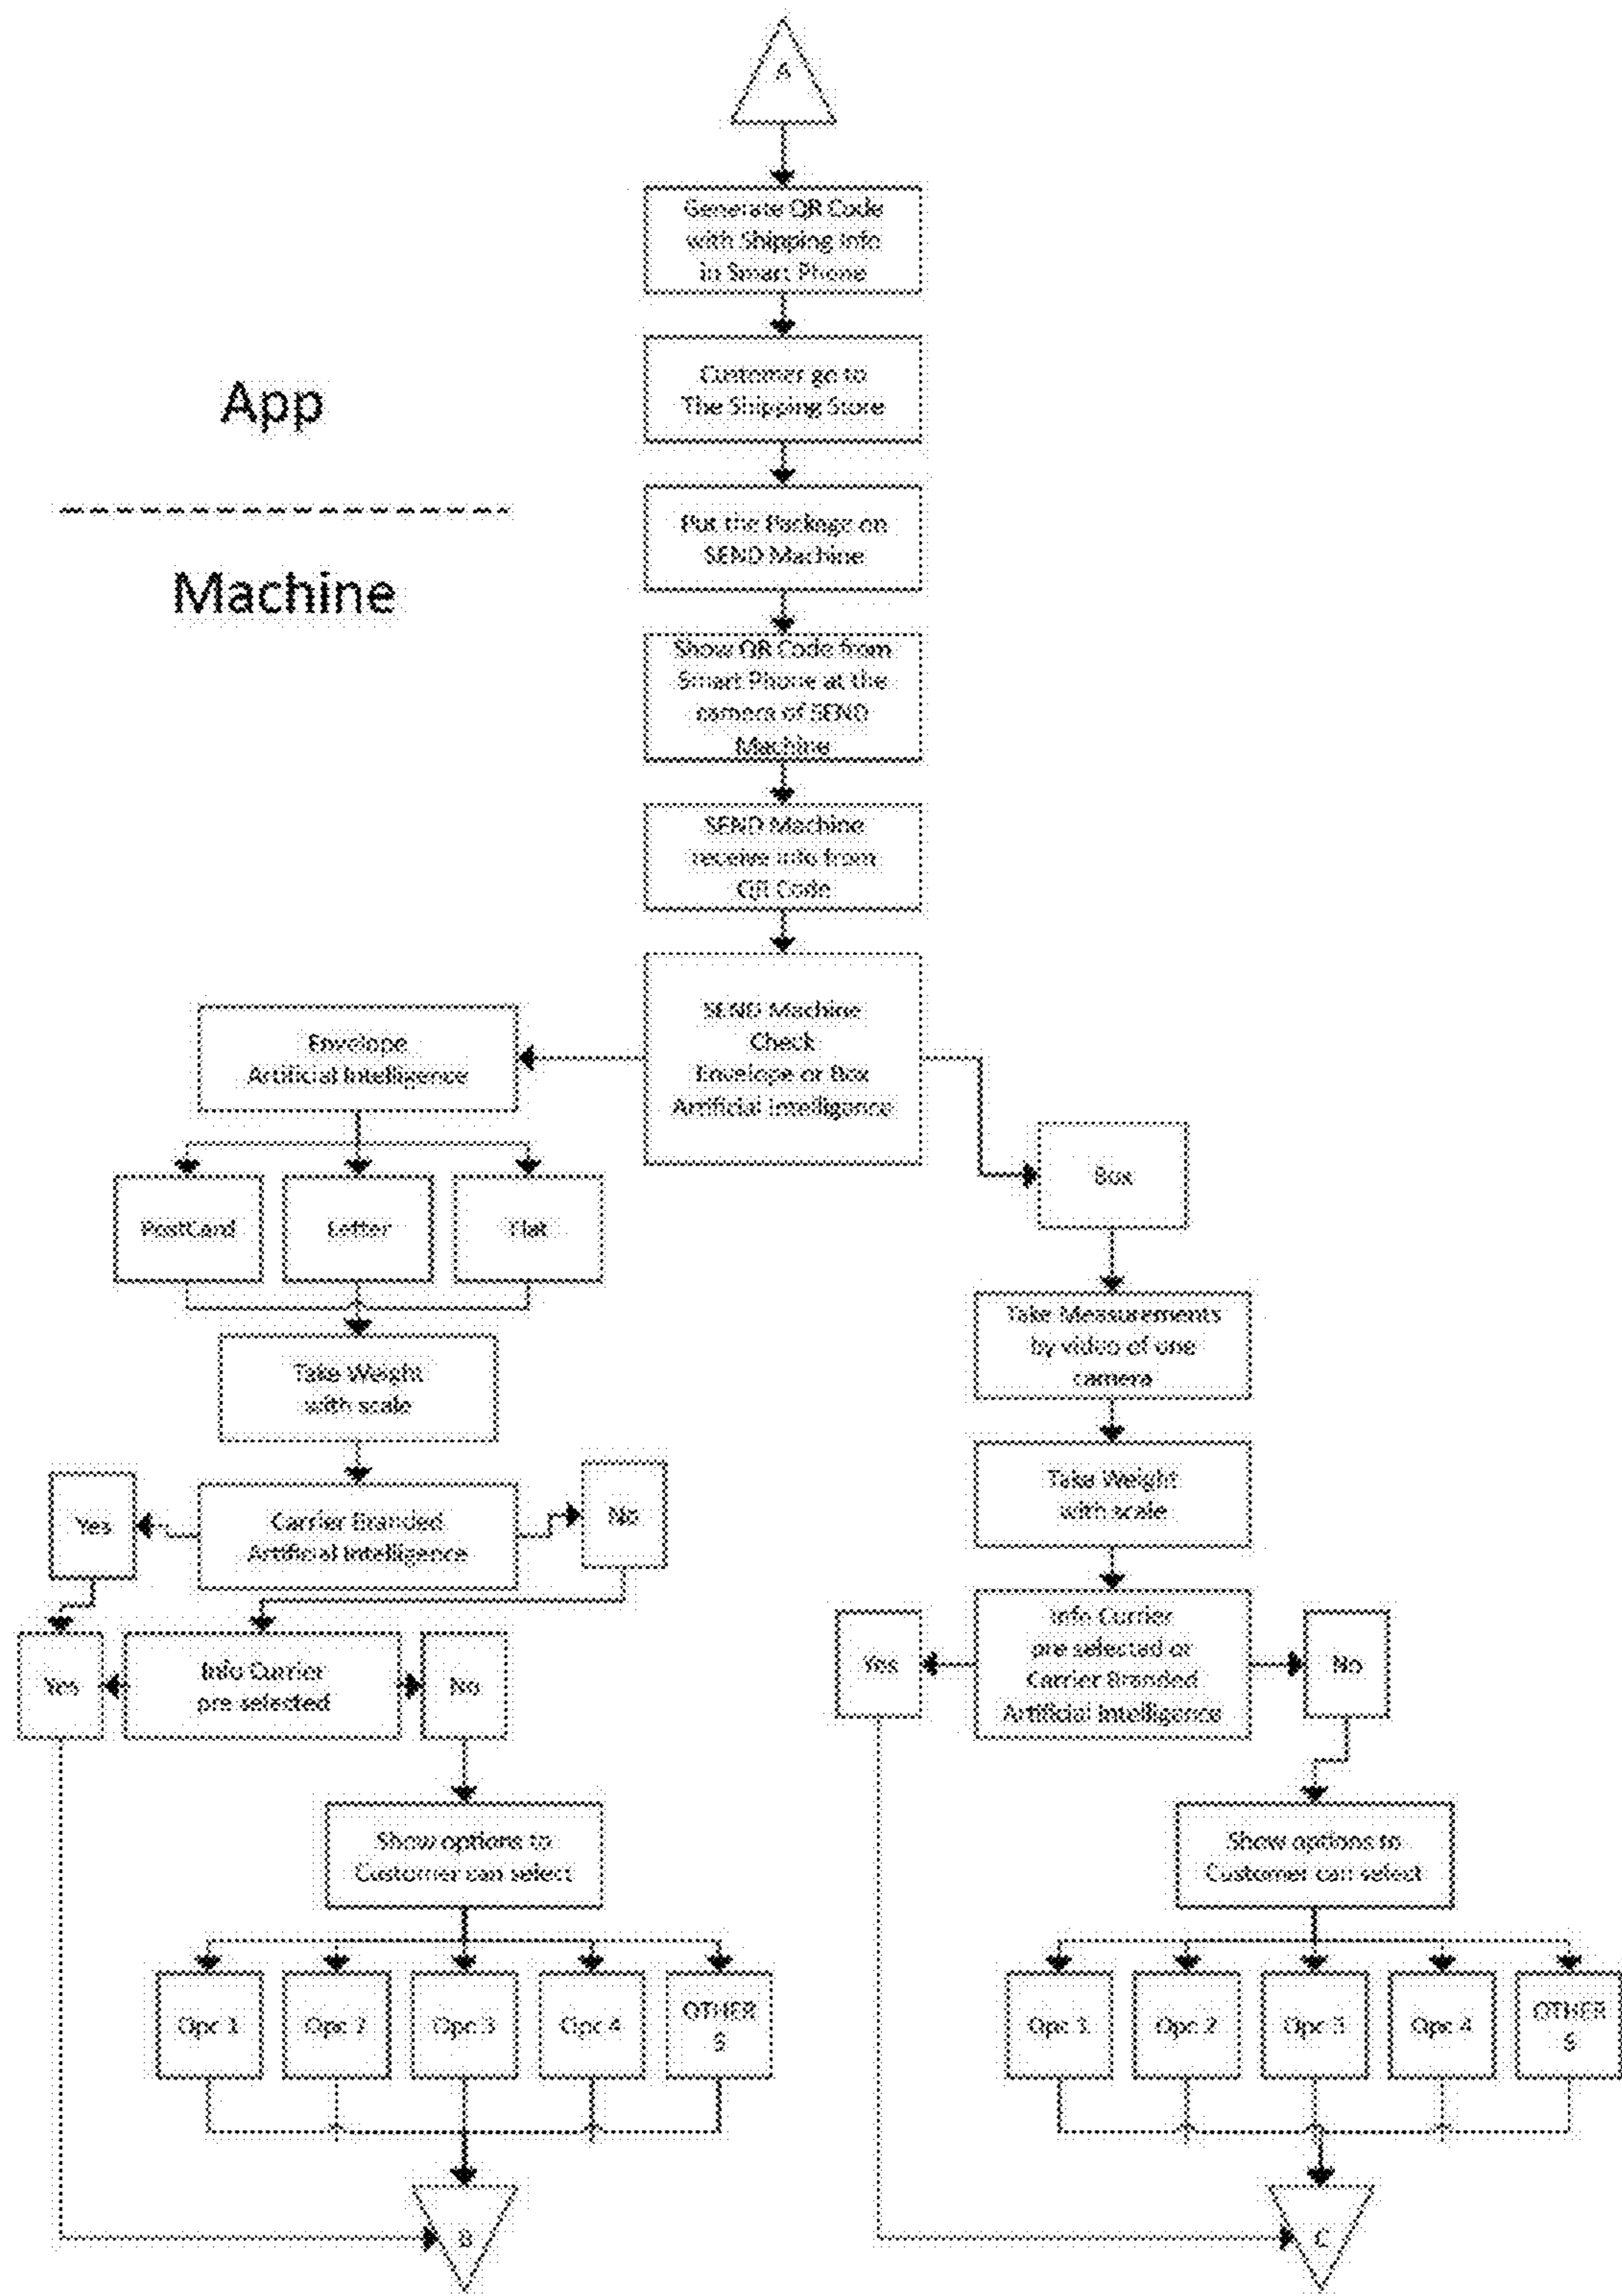 A
Generate QR Code
with Shipping Info
in Smart Phone
App
Customer go to
The Shipping Store
Machine
Put the Package on
SEND Machine
Show QR Code from
Smart Phone at the
camera of SEND
Machine
SEND Machine
receive info from
QR Code
SEND Machine
Check
Envelope or Box
Artificial Intelligence
Envelope
Artificial Intelligence
Box
PostCard
Letter
Flat
Take Measurements
by video of one
camera
Take Weight
with scale
Take Weight
with scale
Yes
Carrier Branded
Artificial Intelligence
No
Yes
Info Currier
pre selected
No
Yes
Info Currier
pre selected or
Carrier Branded
Artificial Intelligence
No
Show options to
Customer can select
Show options to
Customer can select
Opc 1
Opc 2
Opc 3
Opc 4
OTHER
S
Opc 1
Opc 2
Opc 3
Opc 4
OTHER
S
B
C